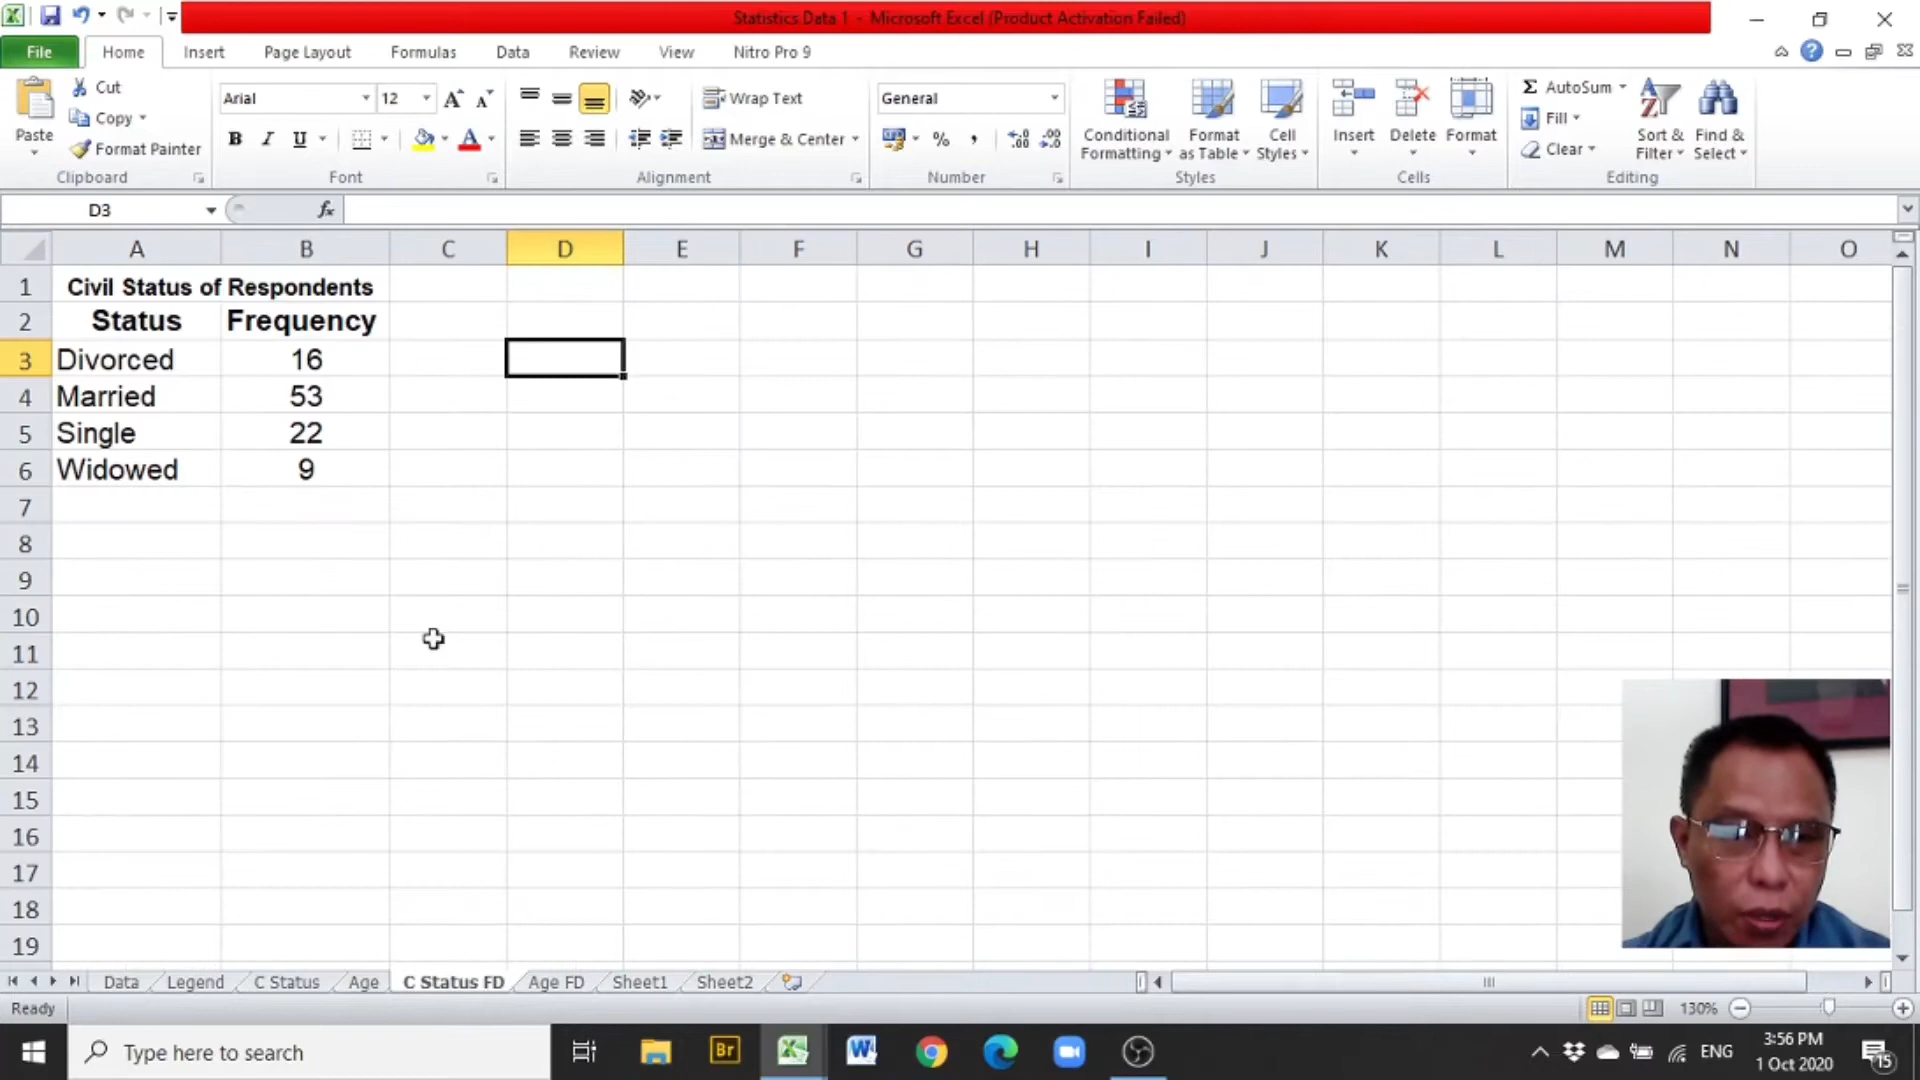 Statistics Data 1 - Microsoft Excel (Product Activation Failed)
File Home Insert Page Layout Formulas Data Review View Nitro Pro 9
Paste
Cut
Copy
Format Painter
Clipboard
Arial 12
B I U
Font
Wrap Text
Merge & Center
Alignment
General
Number
Conditional Formatting
Format as Table
Cell Styles
Styles
Insert Delete Format
Cells
AutoSum
Fill
Clear
Sort & Filter
Find & Select
Editing
D3 fx
A B C D E F G H I J K L M N O
1 Civil Status of Respondents
2 Status Frequency
3 Divorced 16
4 Married 53
5 Single 22
6 Widowed 9
7
8
9
10
11
12
13
14
15
16
17
18
19
Data Legend C Status Age C Status FD Age FD Sheet1 Sheet2
Ready 130%
Type here to search Br ENG 3:56 PM
1 Oct 2020
15